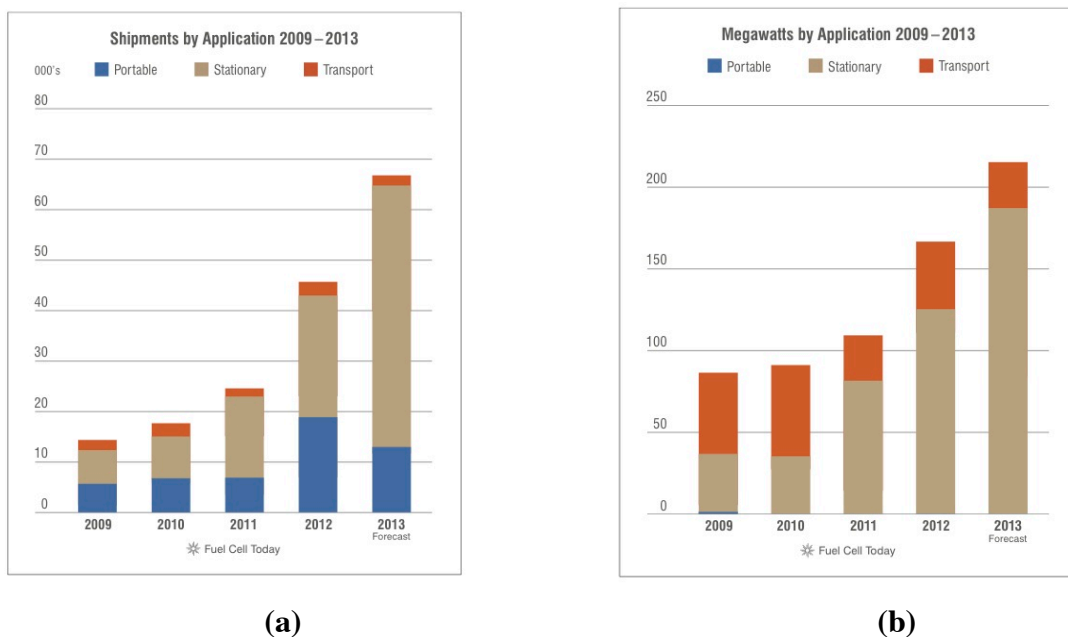 Shipments by Application 2009 – 2013
000's Portable Stationary Transport
80
70
60
50
40
30
20
10
0
2009 2010 2011 2012 2013
Forecast
Fuel Cell Today
(a)
Megawatts by Application 2009 – 2013
Portable Stationary Transport
250
200
150
100
50
0
2009 2010 2011 2012 2013
Forecast
Fuel Cell Today
(b)